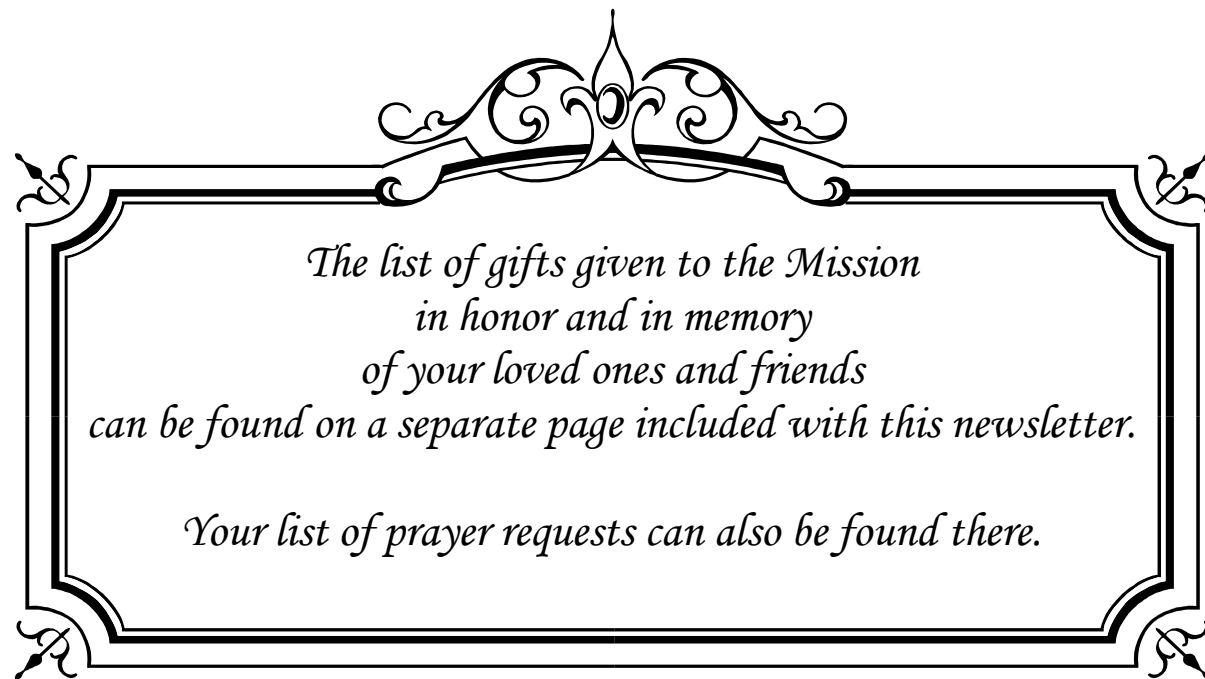 The list of gifts given to the Mission
in honor and in memory
of your loved ones and friends
can be found on a separate page included with this newsletter.
Your list of prayer requests can also be found there.